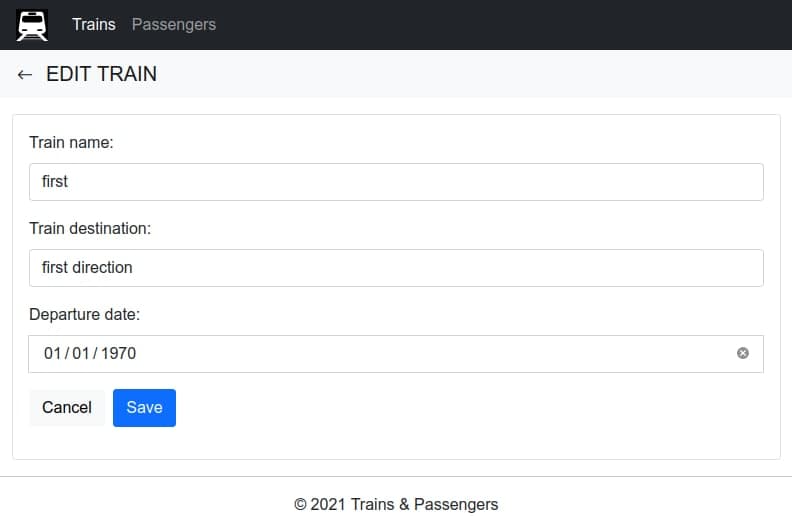 Trains Passengers
← EDIT TRAIN
Train name:
first
Train destination:
first direction
Departure date:
01/01/1970
Cancel Save
© 2021 Trains & Passengers